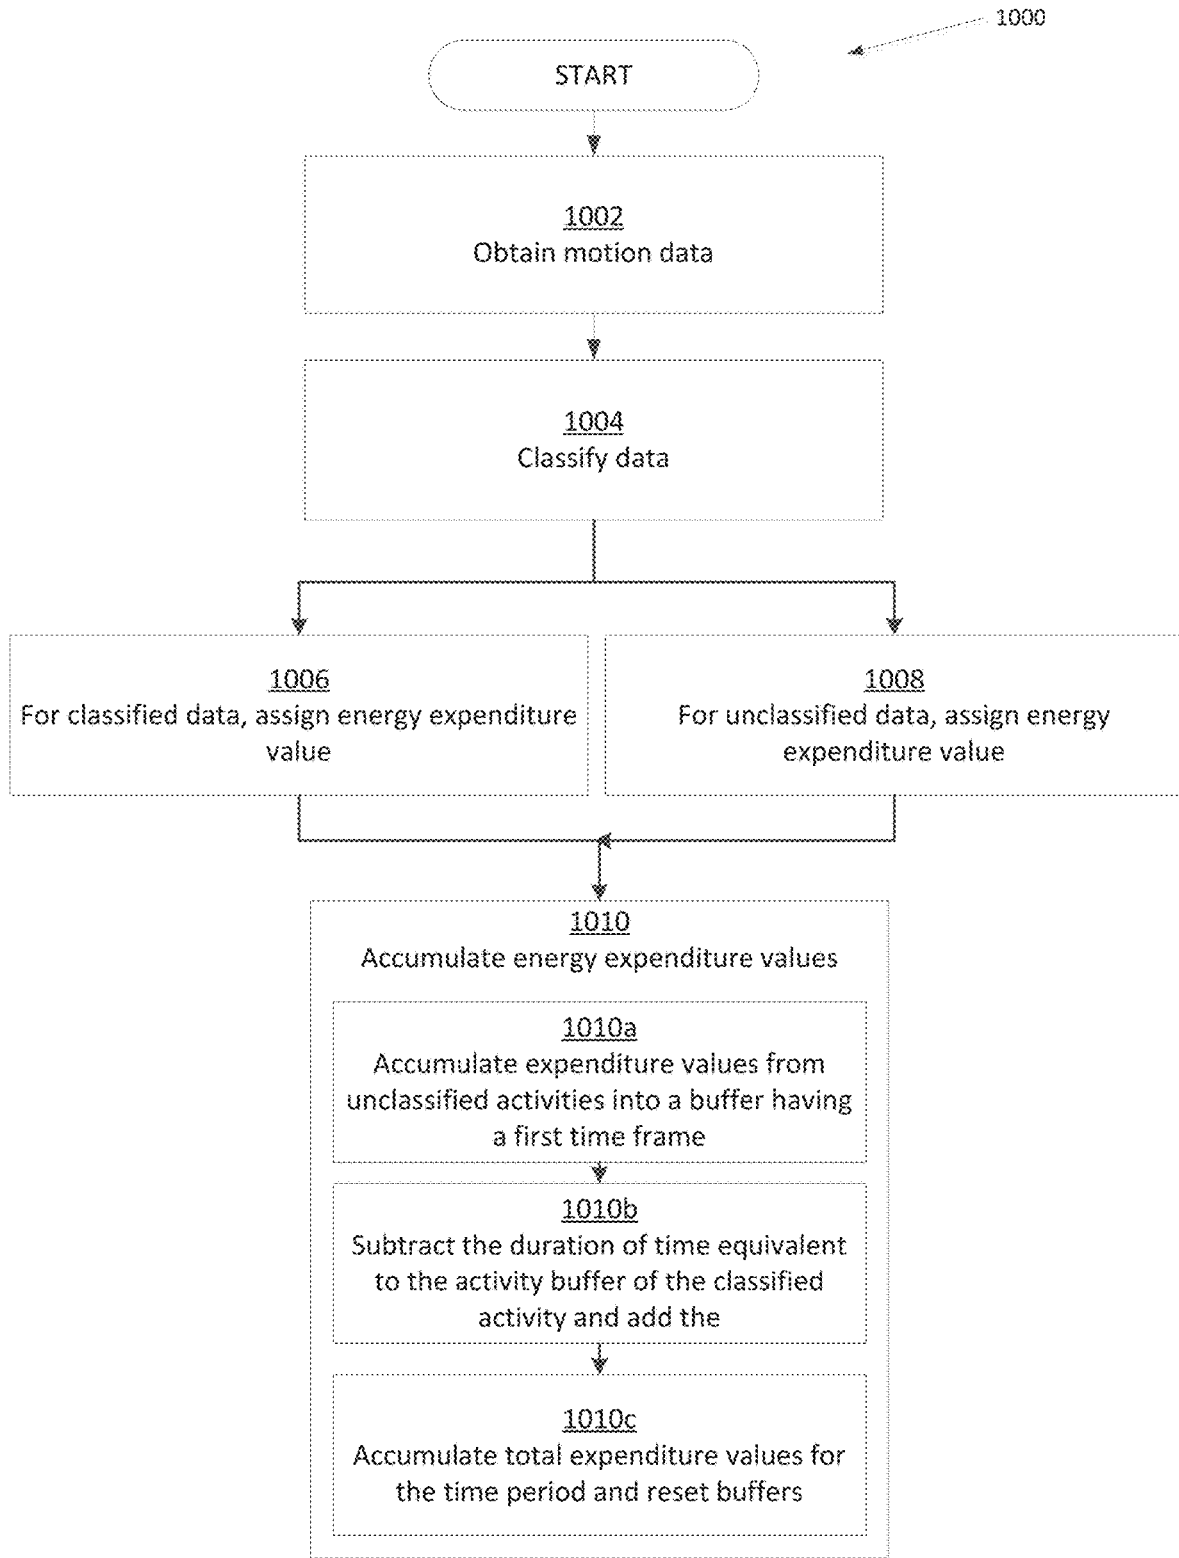 1000
START
1002
Obtain motion data
1004
Classify data
1006
For classified data, assign energy expenditure
value
1008
For unclassified data, assign energy
expenditure value
1010
Accumulate energy expenditure values
1010a
Accumulate expenditure values from
unclassified activities into a buffer having
a first time frame
1010b
Subtract the duration of time equivalent
to the activity buffer of the classified
activity and add the
1010c
Accumulate total expenditure values for
the time period and reset buffers